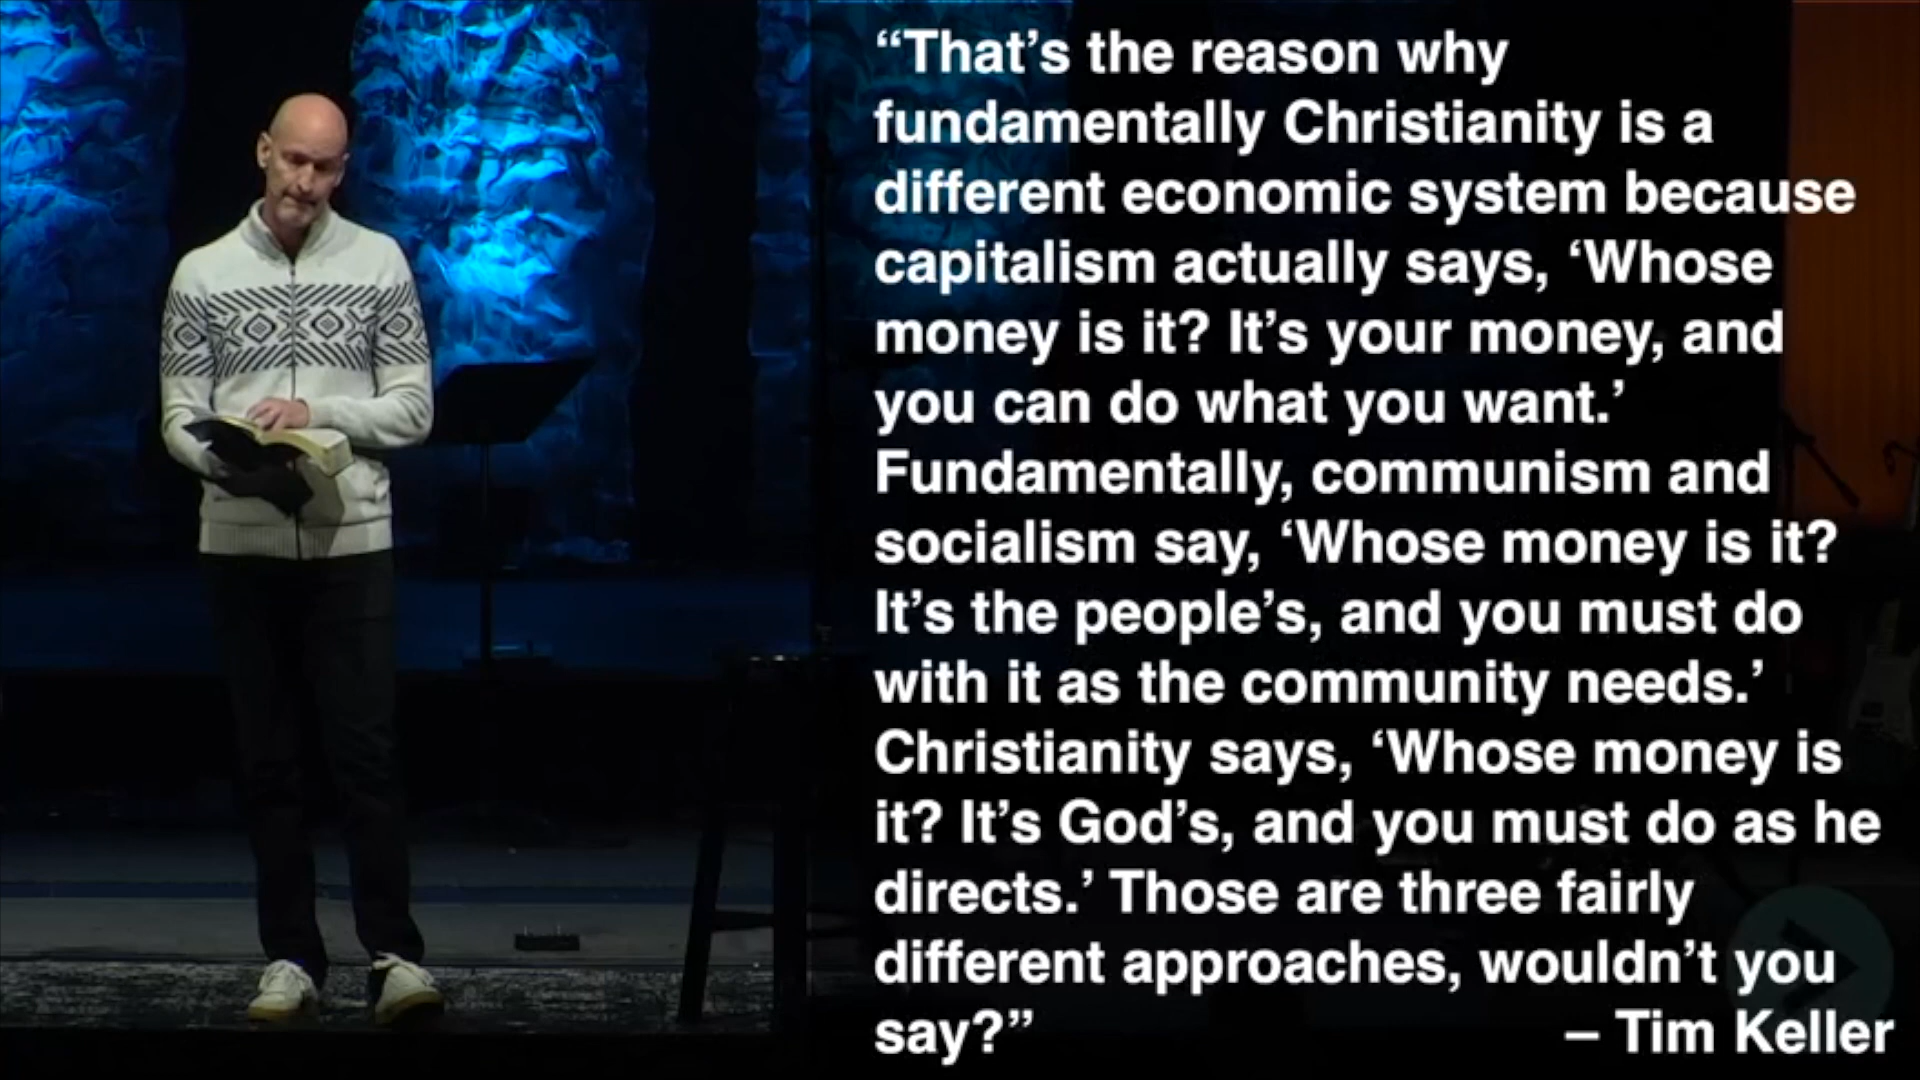 “That’s the reason why
fundamentally Christianity is a
different economic system because
capitalism actually says, ‘Whose
money is it? It’s your money, and
you can do what you want.’
Fundamentally, communism and
socialism say, ‘Whose money is it?
It’s the people’s, and you must do
with it as the community needs.’
Christianity says, ‘Whose money is
it? It’s God’s, and you must do as he
directs.’ Those are three fairly
different approaches, wouldn’t you
say?”
– Tim Keller